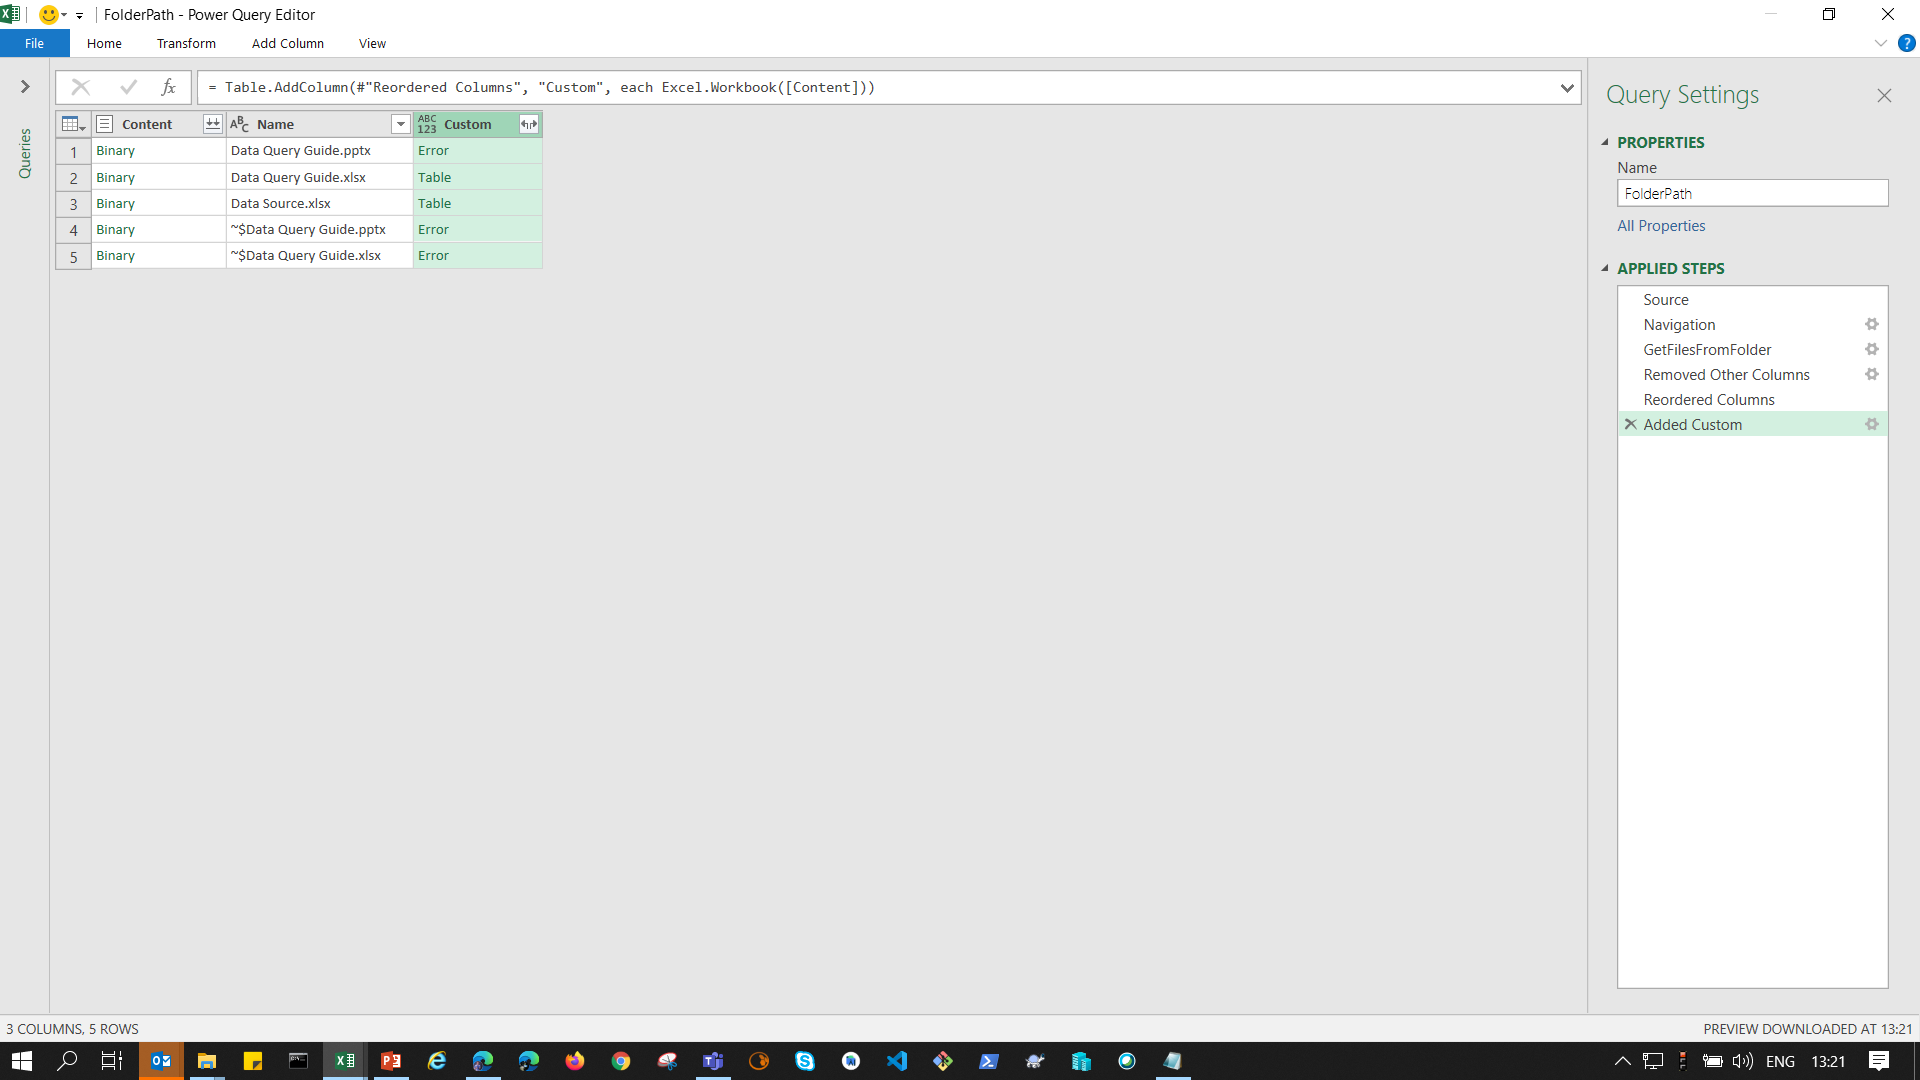 FolderPath - Power Query Editor
File Home Transform Add Column View
fx = Table.AddColumn(#"Reordered Columns", "Custom", each Excel.Workbook([Content]))
Queries
Content ABC Name ABC 123 Custom
1 Binary Data Query Guide.pptx Error
2 Binary Data Query Guide.xlsx Table
3 Binary Data Source.xlsx Table
4 Binary ~$Data Query Guide.pptx Error
5 Binary ~$Data Query Guide.xlsx Error
Query Settings
PROPERTIES
Name
FolderPath
All Properties
APPLIED STEPS
Source
Navigation
GetFilesFromFolder
Removed Other Columns
Reordered Columns
Added Custom
3 COLUMNS, 5 ROWS
PREVIEW DOWNLOADED AT 13:21
ENG 13:21